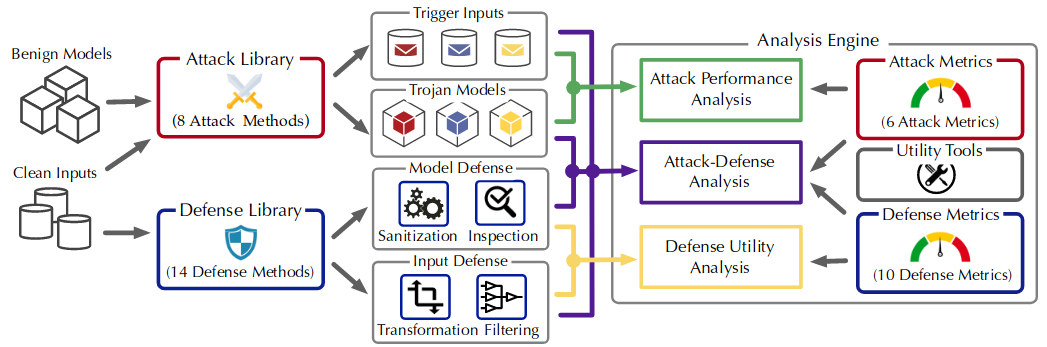 Benign Models
Clean Inputs
Attack Library
(8 Attack Methods)
Defense Library
(14 Defense Methods)
Trigger Inputs
Trojan Models
Model Defense
Sanitization
Inspection
Input Defense
Transformation
Filtering
Analysis Engine
Attack Performance
Analysis
Attack-Defense
Analysis
Defense Utility
Analysis
Attack Metrics
(6 Attack Metrics)
Utility Tools
Defense Metrics
(10 Defense Metrics)